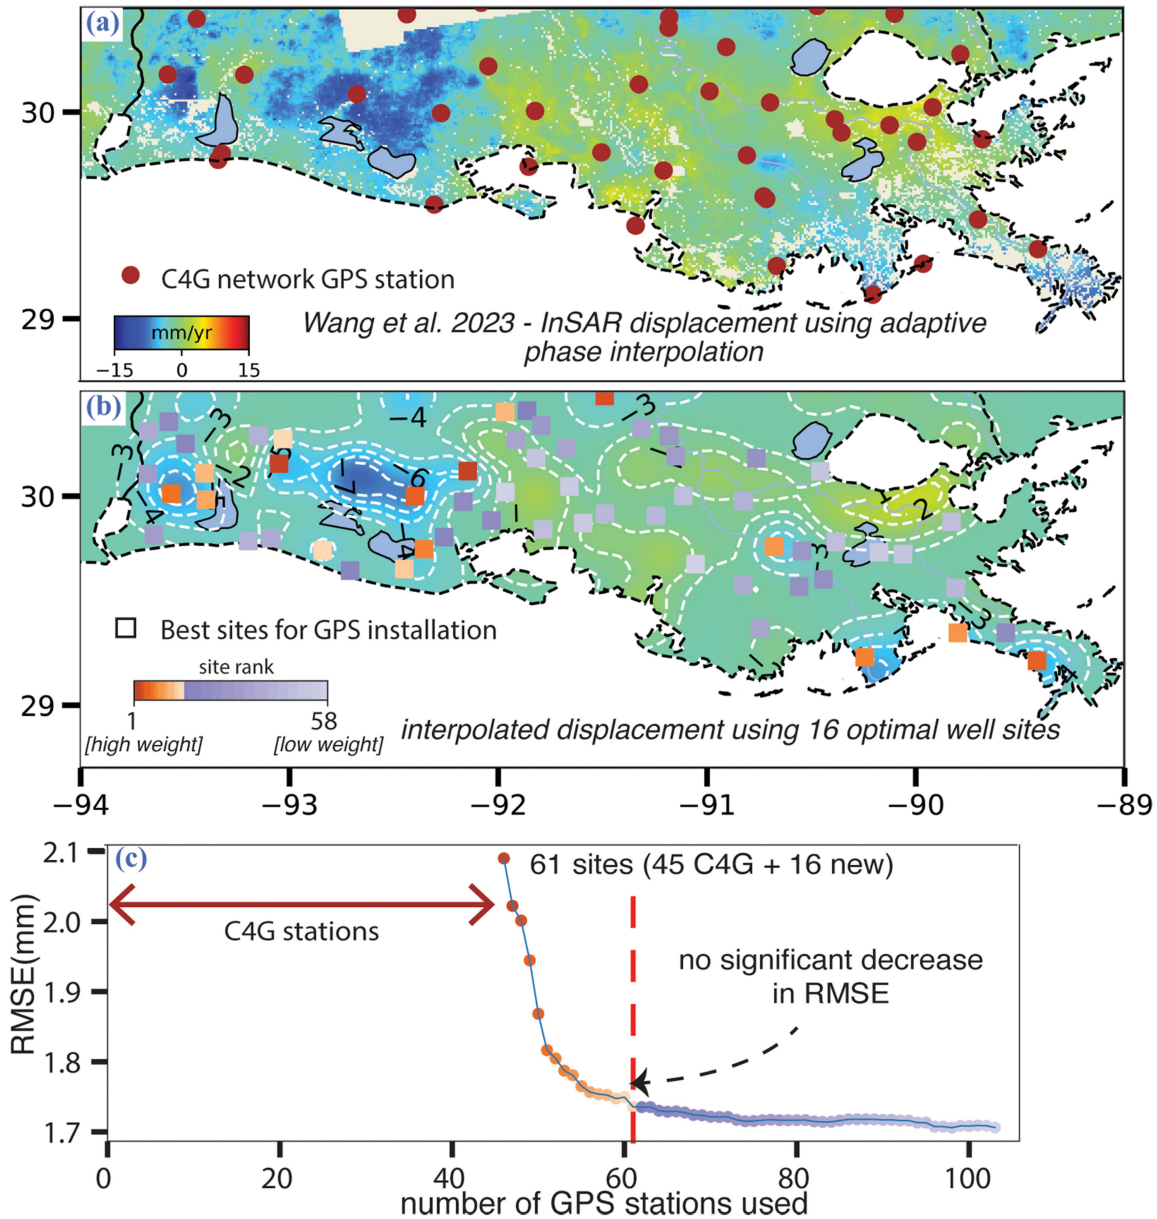 (a)
30
29
C4G network GPS station
mm/yr
−15 0 15
Wang et al. 2023 - InSAR displacement using adaptive
phase interpolation
(b)
−3
−3
−4
−3
−2
−5
−7
−6
−4
−4
1
2
−3
−3
30
29
Best sites for GPS installation
site rank
1 58
[high weight] [low weight]
interpolated displacement using 16 optimal well sites
−94 −93 −92 −91 −90 −89
(c)
2.1
2.0
1.9
1.8
1.7
RMSE(mm)
61 sites (45 C4G + 16 new)
C4G stations
no significant decrease
in RMSE
0 20 40 60 80 100
number of GPS stations used